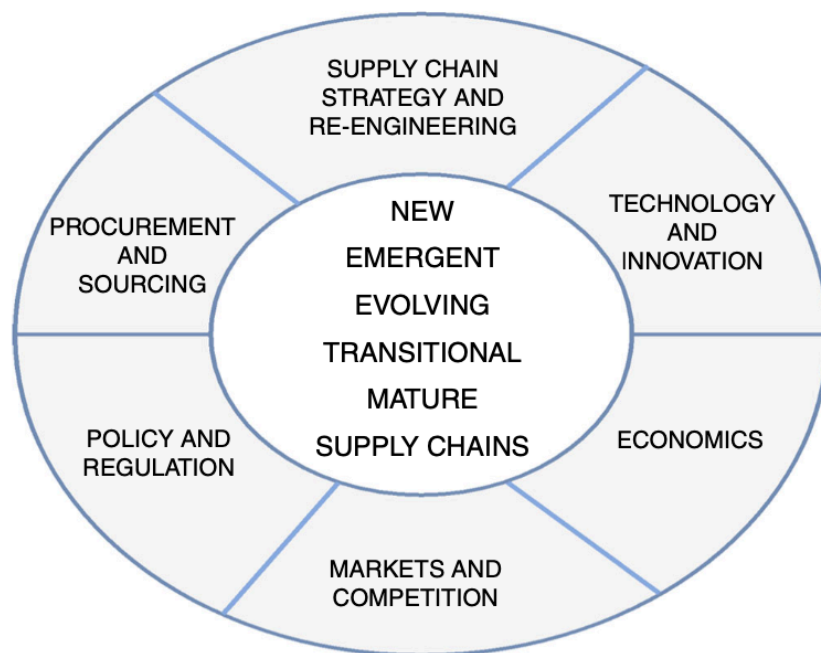 SUPPLY CHAIN
STRATEGY AND
RE-ENGINEERING
TECHNOLOGY
AND
INNOVATION
ECONOMICS
MARKETS AND
COMPETITION
POLICY AND
REGULATION
PROCUREMENT
AND
SOURCING
NEW
EMERGENT
EVOLVING
TRANSITIONAL
MATURE
SUPPLY CHAINS